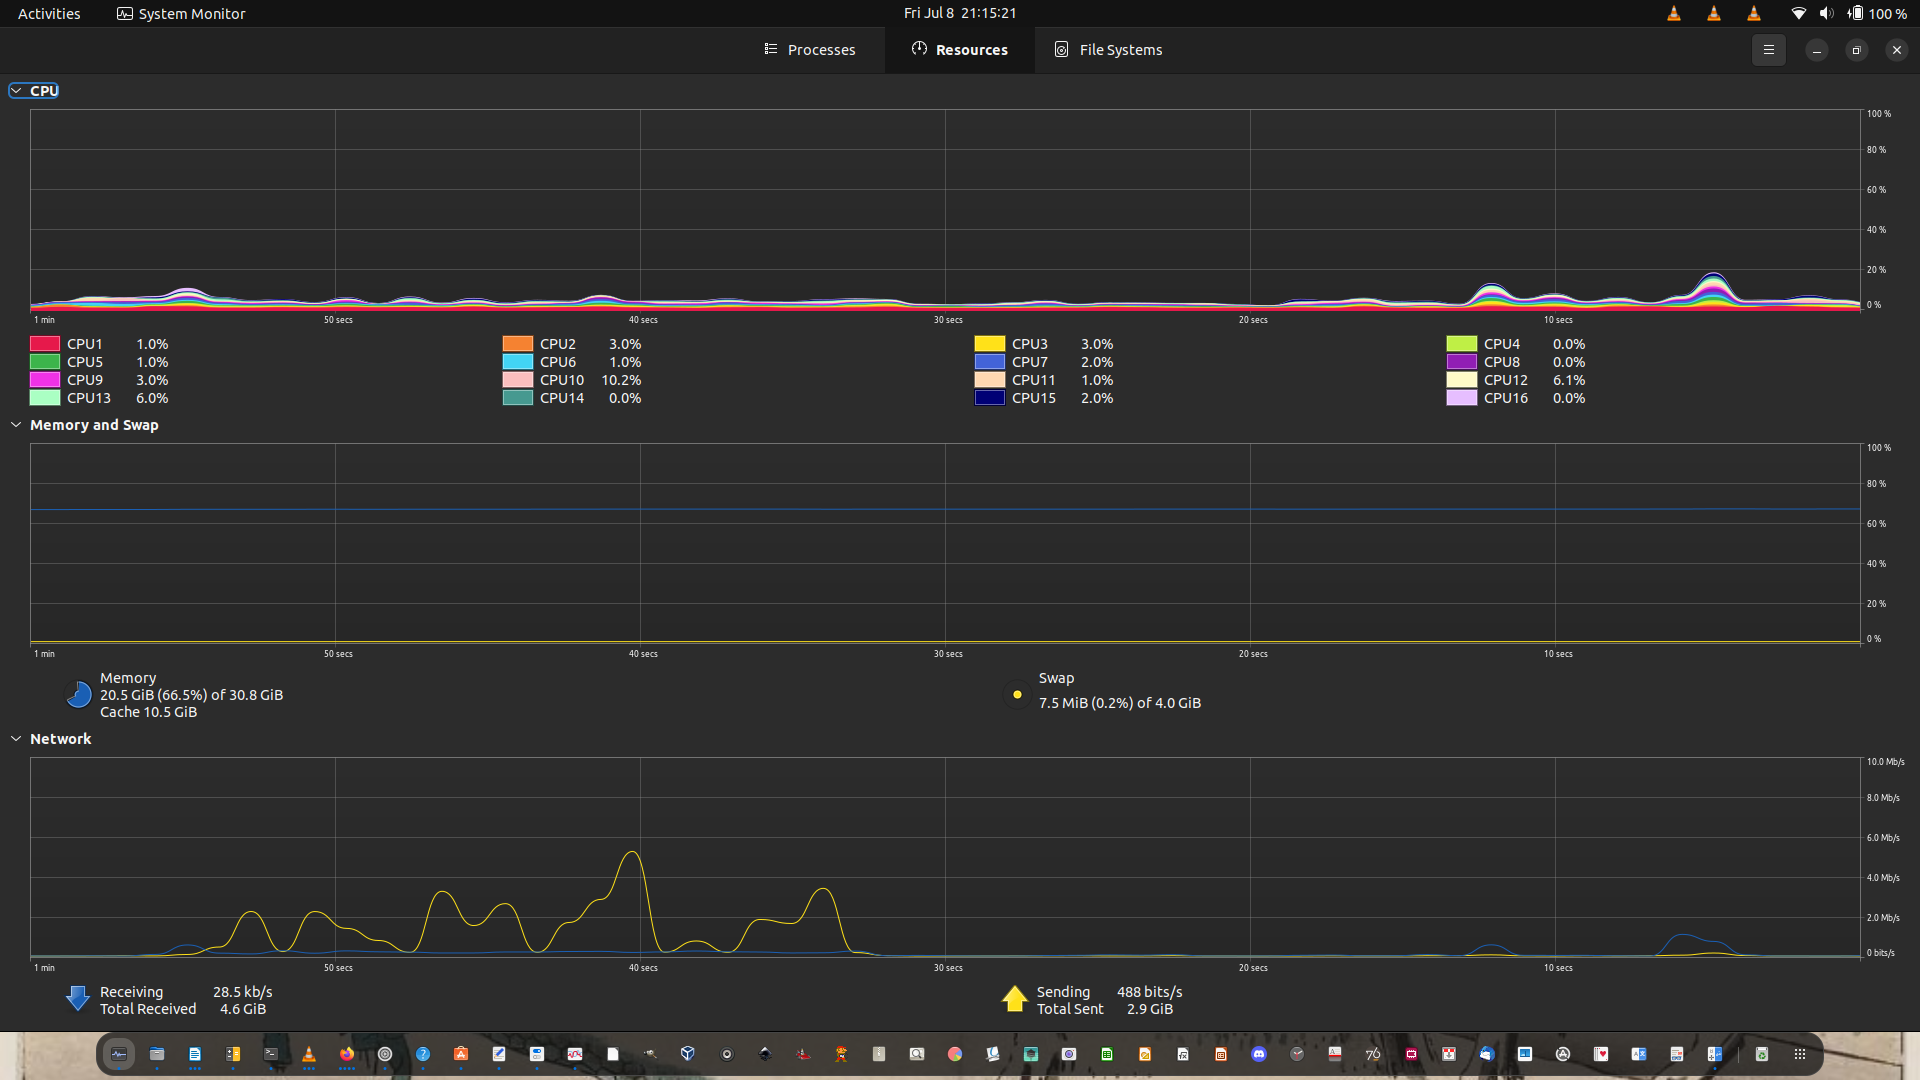 Activities System Monitor Fri Jul 8 21:15:21 100 %
Processes Resources File Systems
CPU
100 %
80 %
60 %
40 %
20 %
0 %
1 min 50 secs 40 secs 30 secs 20 secs 10 secs
CPU1 1.0% CPU2 3.0% CPU3 3.0% CPU4 0.0%
CPU5 1.0% CPU6 1.0% CPU7 2.0% CPU8 0.0%
CPU9 3.0% CPU10 10.2% CPU11 1.0% CPU12 6.1%
CPU13 6.0% CPU14 0.0% CPU15 2.0% CPU16 0.0%
Memory and Swap
100 %
80 %
60 %
40 %
20 %
0 %
1 min 50 secs 40 secs 30 secs 20 secs 10 secs
Memory
20.5 GiB (66.5%) of 30.8 GiB
Cache 10.5 GiB
Swap
7.5 MiB (0.2%) of 4.0 GiB
Network
10.0 Mb/s
8.0 Mb/s
6.0 Mb/s
4.0 Mb/s
2.0 Mb/s
0 bits/s
1 min 50 secs 40 secs 30 secs 20 secs 10 secs
Receiving 28.5 kb/s
Total Received 4.6 GiB
Sending 488 bits/s
Total Sent 2.9 GiB
76